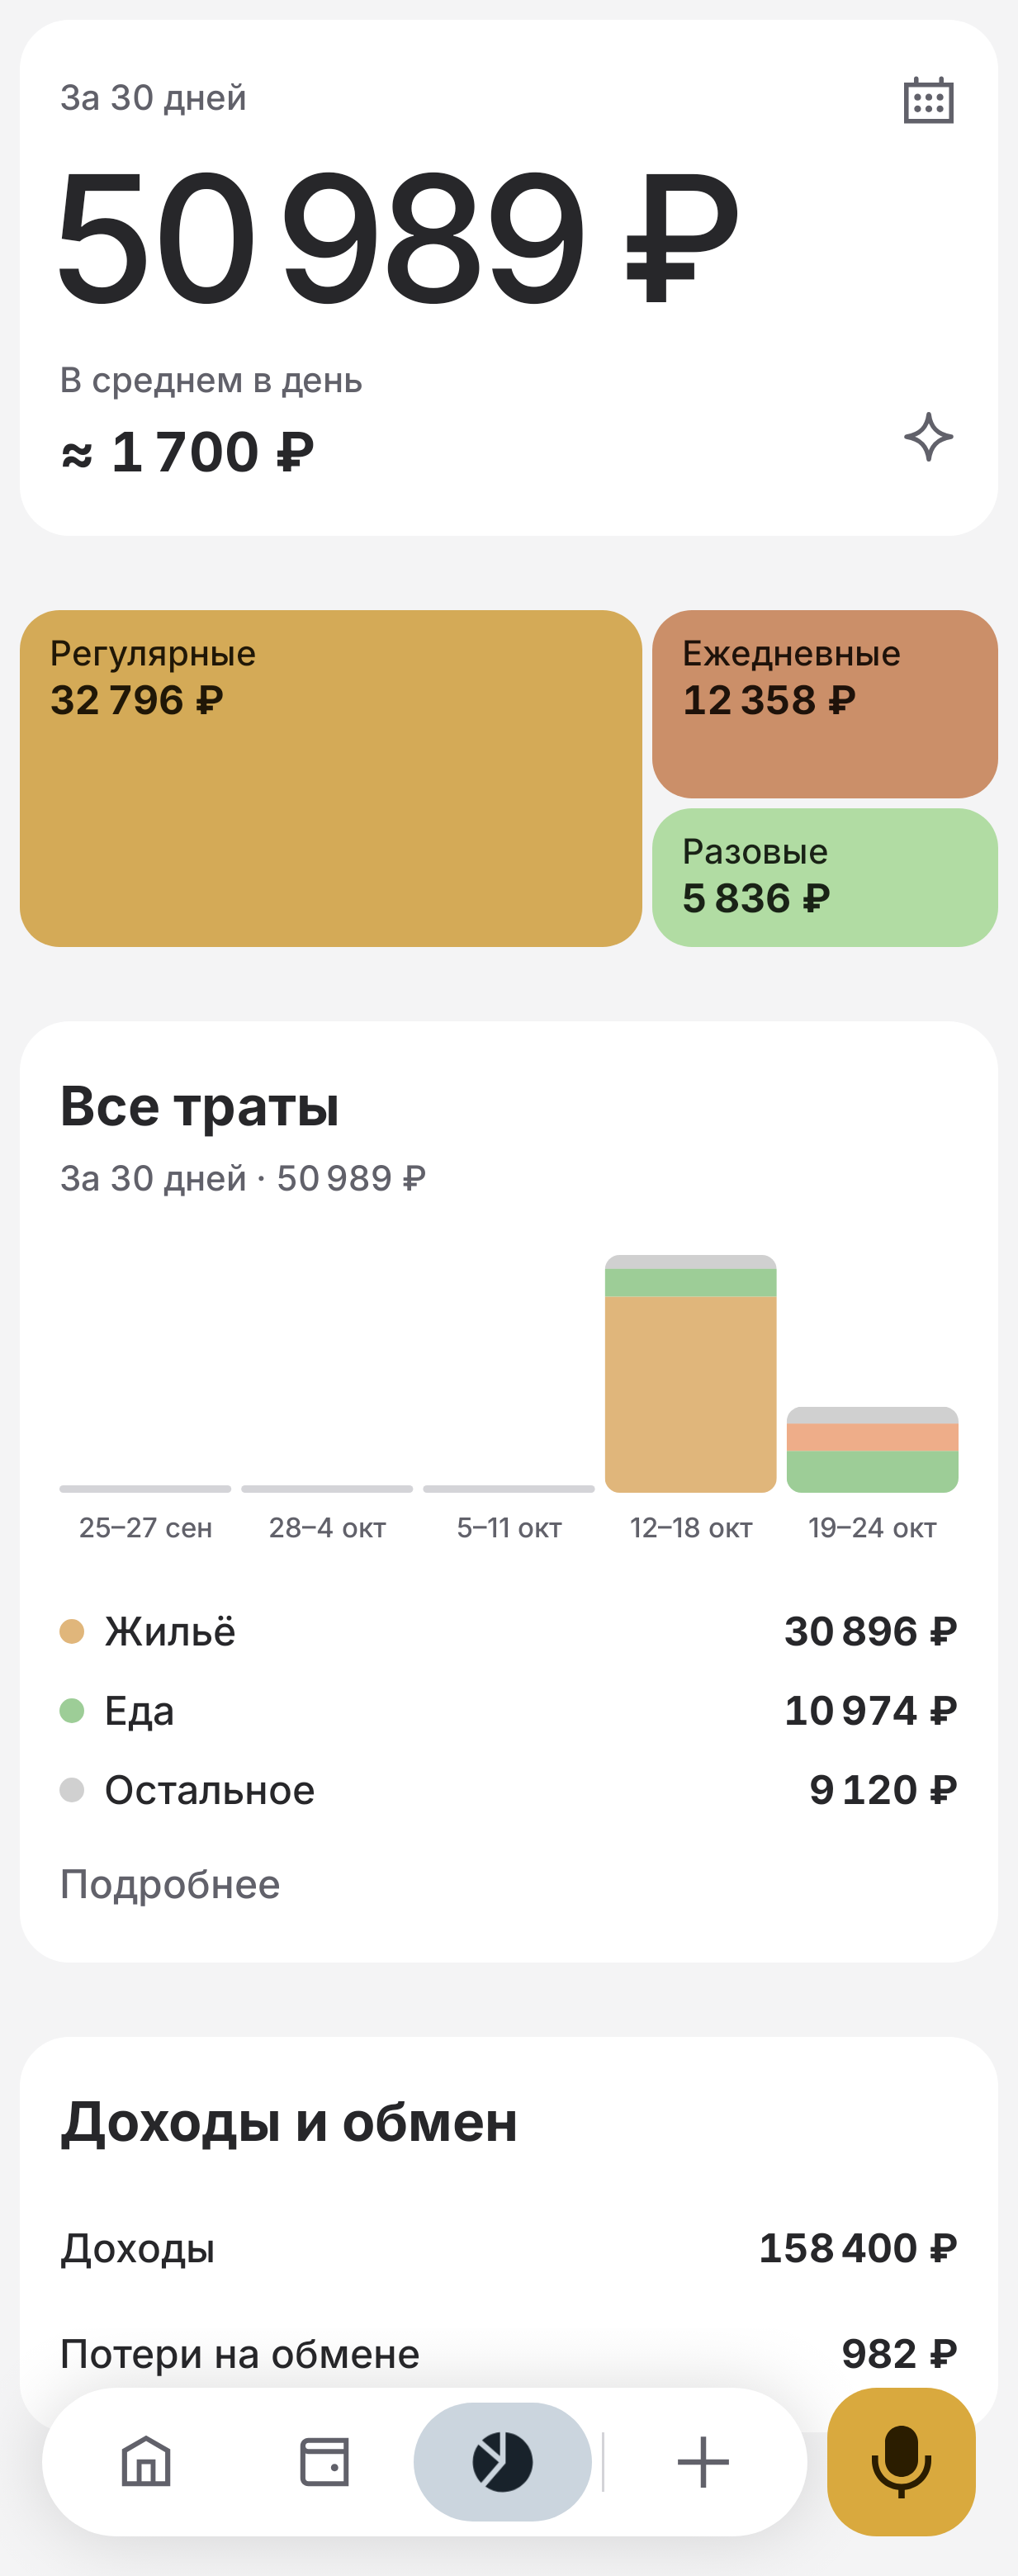 За 30 дней
50 989 ₽
В среднем в день
≈ 1 700 ₽
Регулярные
32 796 ₽
Ежедневные
12 358 ₽
Разовые
5 836 ₽
Все траты
За 30 дней · 50 989 ₽
25–27 сен
28–4 окт
5–11 окт
12–18 окт
19–24 окт
Жильё 30 896 ₽
Еда 10 974 ₽
Остальное 9 120 ₽
Подробнее
Доходы и обмен
Доходы 158 400 ₽
Потери на обмене 982 ₽